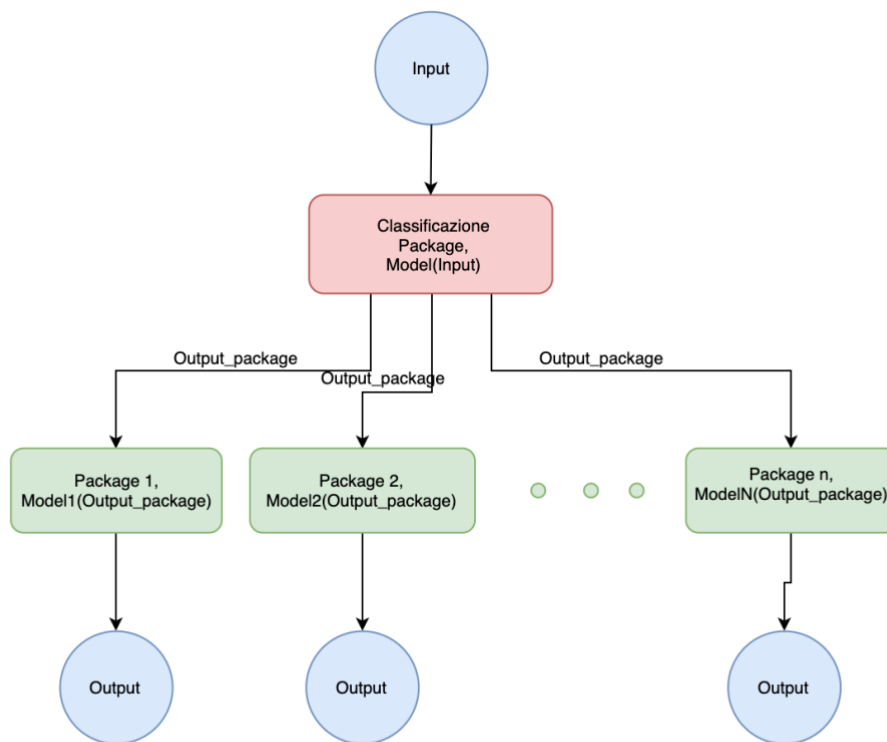 Input
Classificazione
Package,
Model(Input)
Output_package
Output_package
Output_package
Package 1,
Model1(Output_package)
Package 2,
Model2(Output_package)
Package n,
ModelN(Output_package)
Output
Output
Output